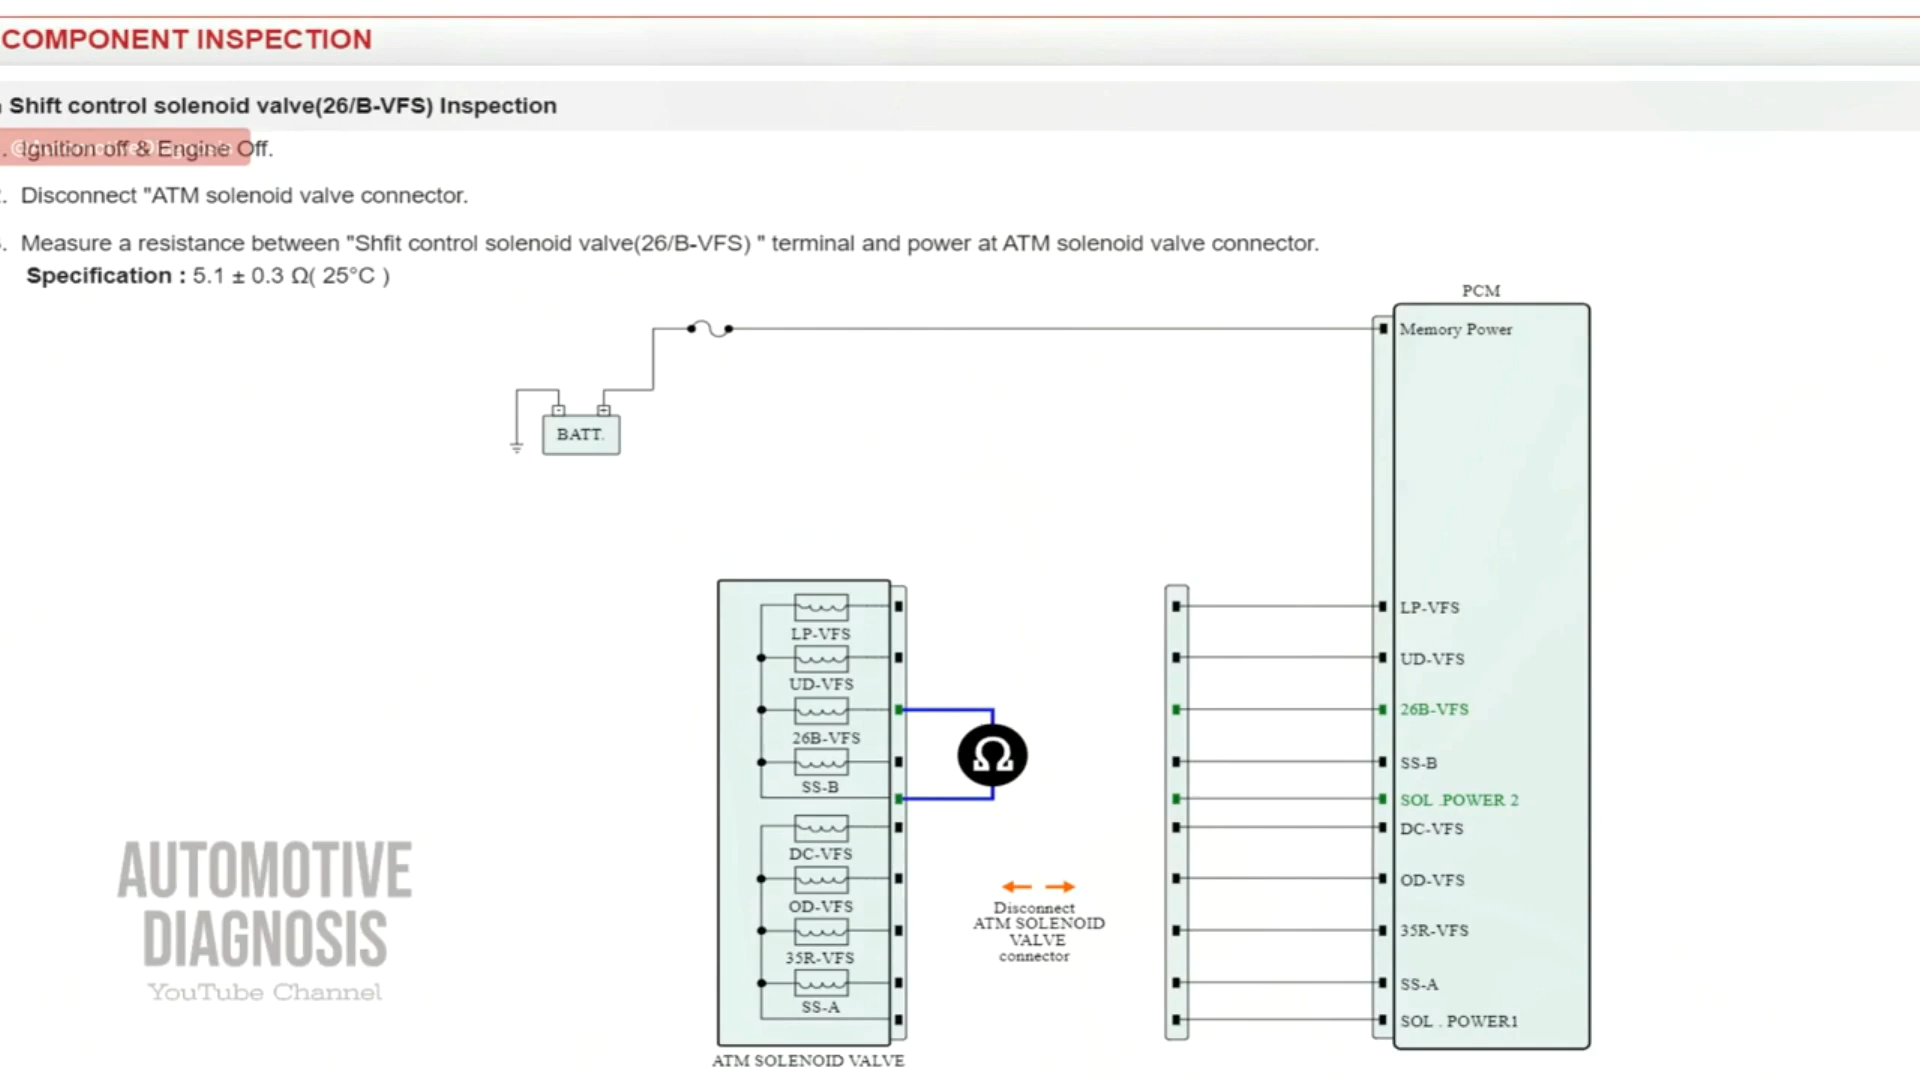 COMPONENT INSPECTION
Shift control solenoid valve(26/B-VFS) Inspection
. Ignition off & Engine Off.
. Disconnect "ATM solenoid valve connector.
. Measure a resistance between "Shfit control solenoid valve(26/B-VFS) " terminal and power at ATM solenoid valve connector.
Specification : 5.1 ± 0.3 Ω( 25°C )
PCM
Memory Power
- +
BATT.
LP-VFS
UD-VFS
26B-VFS
SS-B
DC-VFS
OD-VFS
35R-VFS
SS-A
ATM SOLENOID VALVE
Ω
Disconnect
ATM SOLENOID
VALVE
connector
LP-VFS
UD-VFS
26B-VFS
SS-B
SOL .POWER 2
DC-VFS
OD-VFS
35R-VFS
SS-A
SOL . POWER1
AUTOMOTIVE
DIAGNOSIS
YouTube Channel